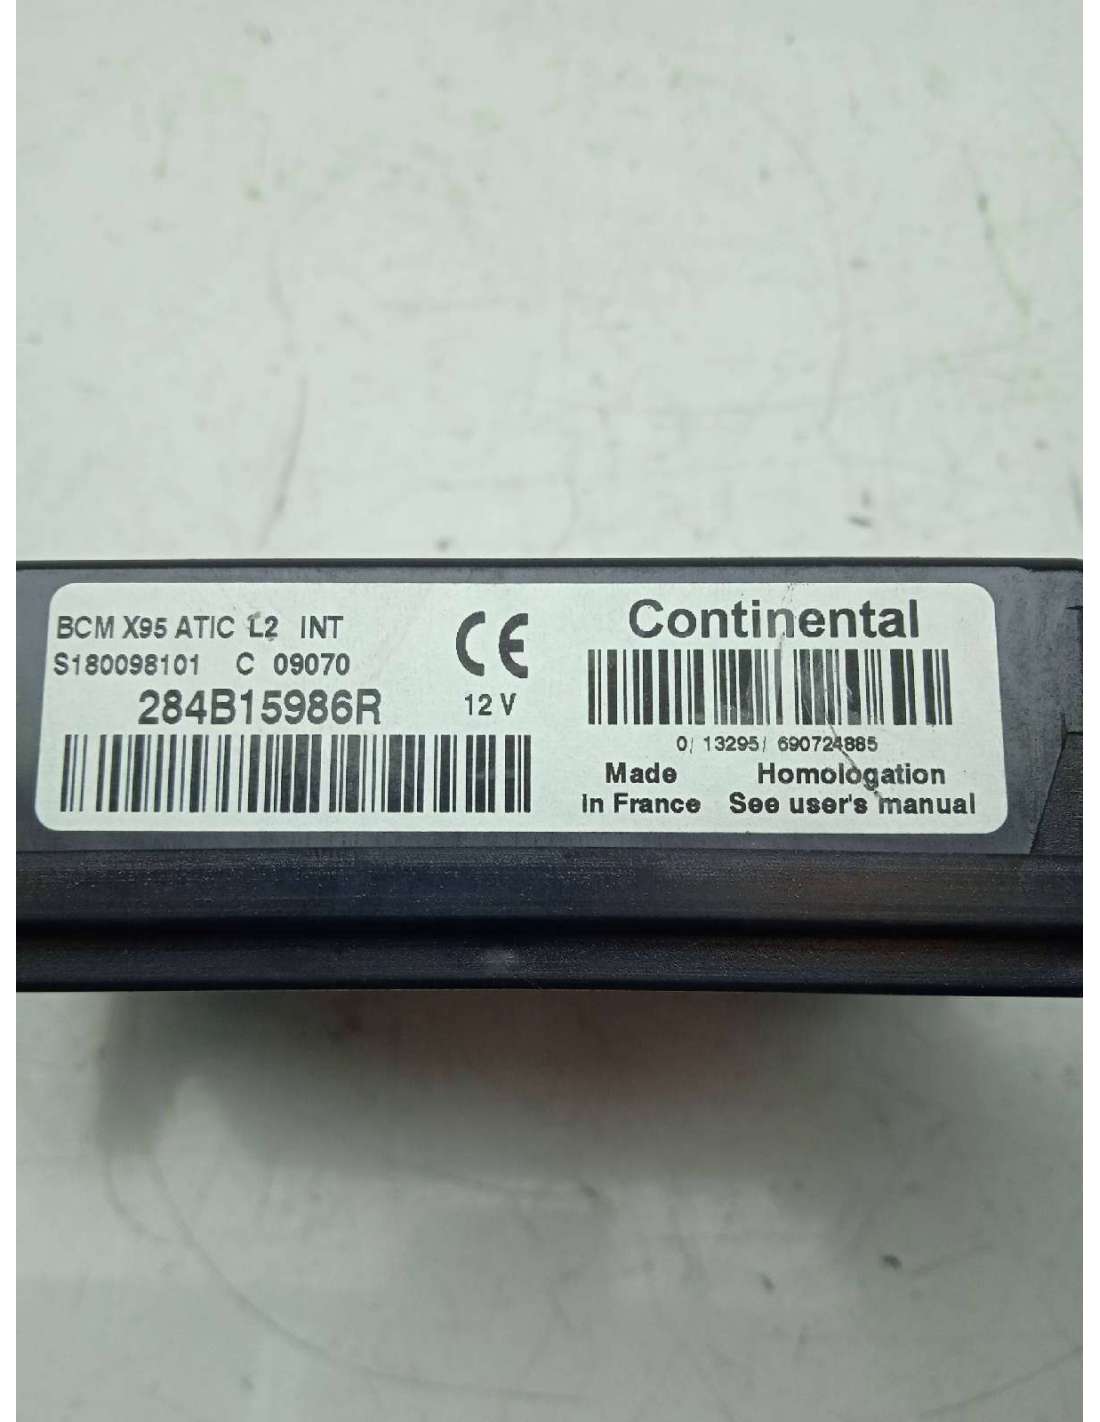 BCM X95 ATIC L2 INT
S180098101 C 09070
284B15986R
CE
12 V
Continental
0/ 13295/ 690724885
Made
in France
Homologation
See user's manual